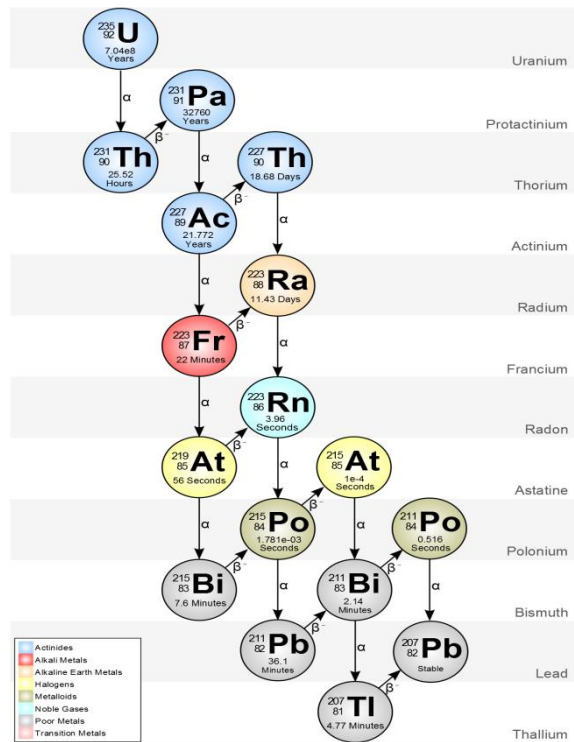 235
92
U
7.04e8
Years
Uranium
α
231
91
Pa
32760
Years
Protactinium
β⁻
α
231
90
Th
25.52
Hours
227
90
Th
18.68 Days
Thorium
β⁻
α
227
89
Ac
21.772
Years
Actinium
α
223
88
Ra
11.43 Days
Radium
β⁻
α
223
87
Fr
22 Minutes
Francium
α
223
86
Rn
3.96
Seconds
Radon
β⁻
α
219
85
At
56 Seconds
215
85
At
1e-4
Seconds
Astatine
β⁻
α
α
215
84
Po
1.781e-03
Seconds
211
84
Po
0.516
Seconds
Polonium
β⁻
β⁻
α
α
215
83
Bi
7.6 Minutes
211
83
Bi
2.14
Minutes
Bismuth
β⁻
α
211
82
Pb
36.1
Minutes
207
82
Pb
Stable
Lead
β⁻
207
81
Tl
4.77 Minutes
Thallium
Actinides
Alkali Metals
Alkaline Earth Metals
Halogens
Metalloids
Noble Gases
Poor Metals
Transition Metals